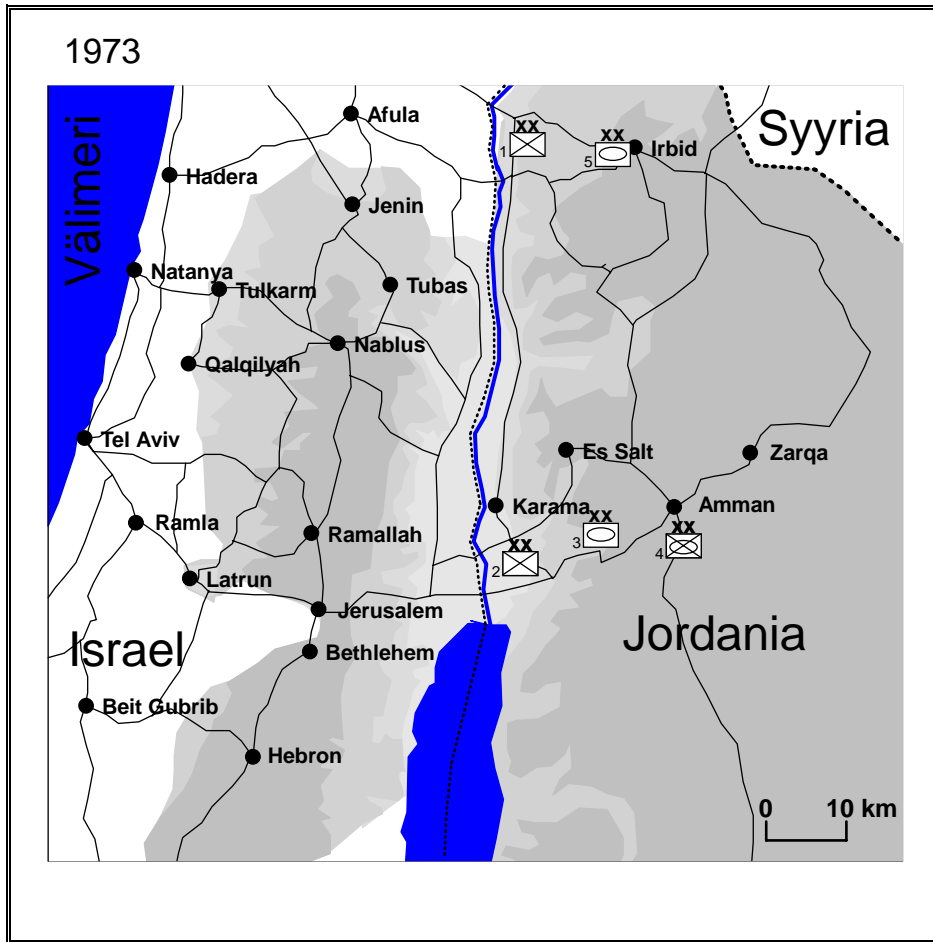 1973
Syyria
Välimeri
Afula
xx
1
xx
5
Irbid
Hadera
Jenin
Natanya
Tulkarm
Tubas
Nablus
Qalqilyah
Tel Aviv
Es Salt
Zarqa
Karama
Amman
Ramla
Ramallah
xx
3
xx
4
xx
2
Latrun
Jerusalem
Israel
Bethlehem
Jordania
Beit Gubrib
Hebron
0 10 km